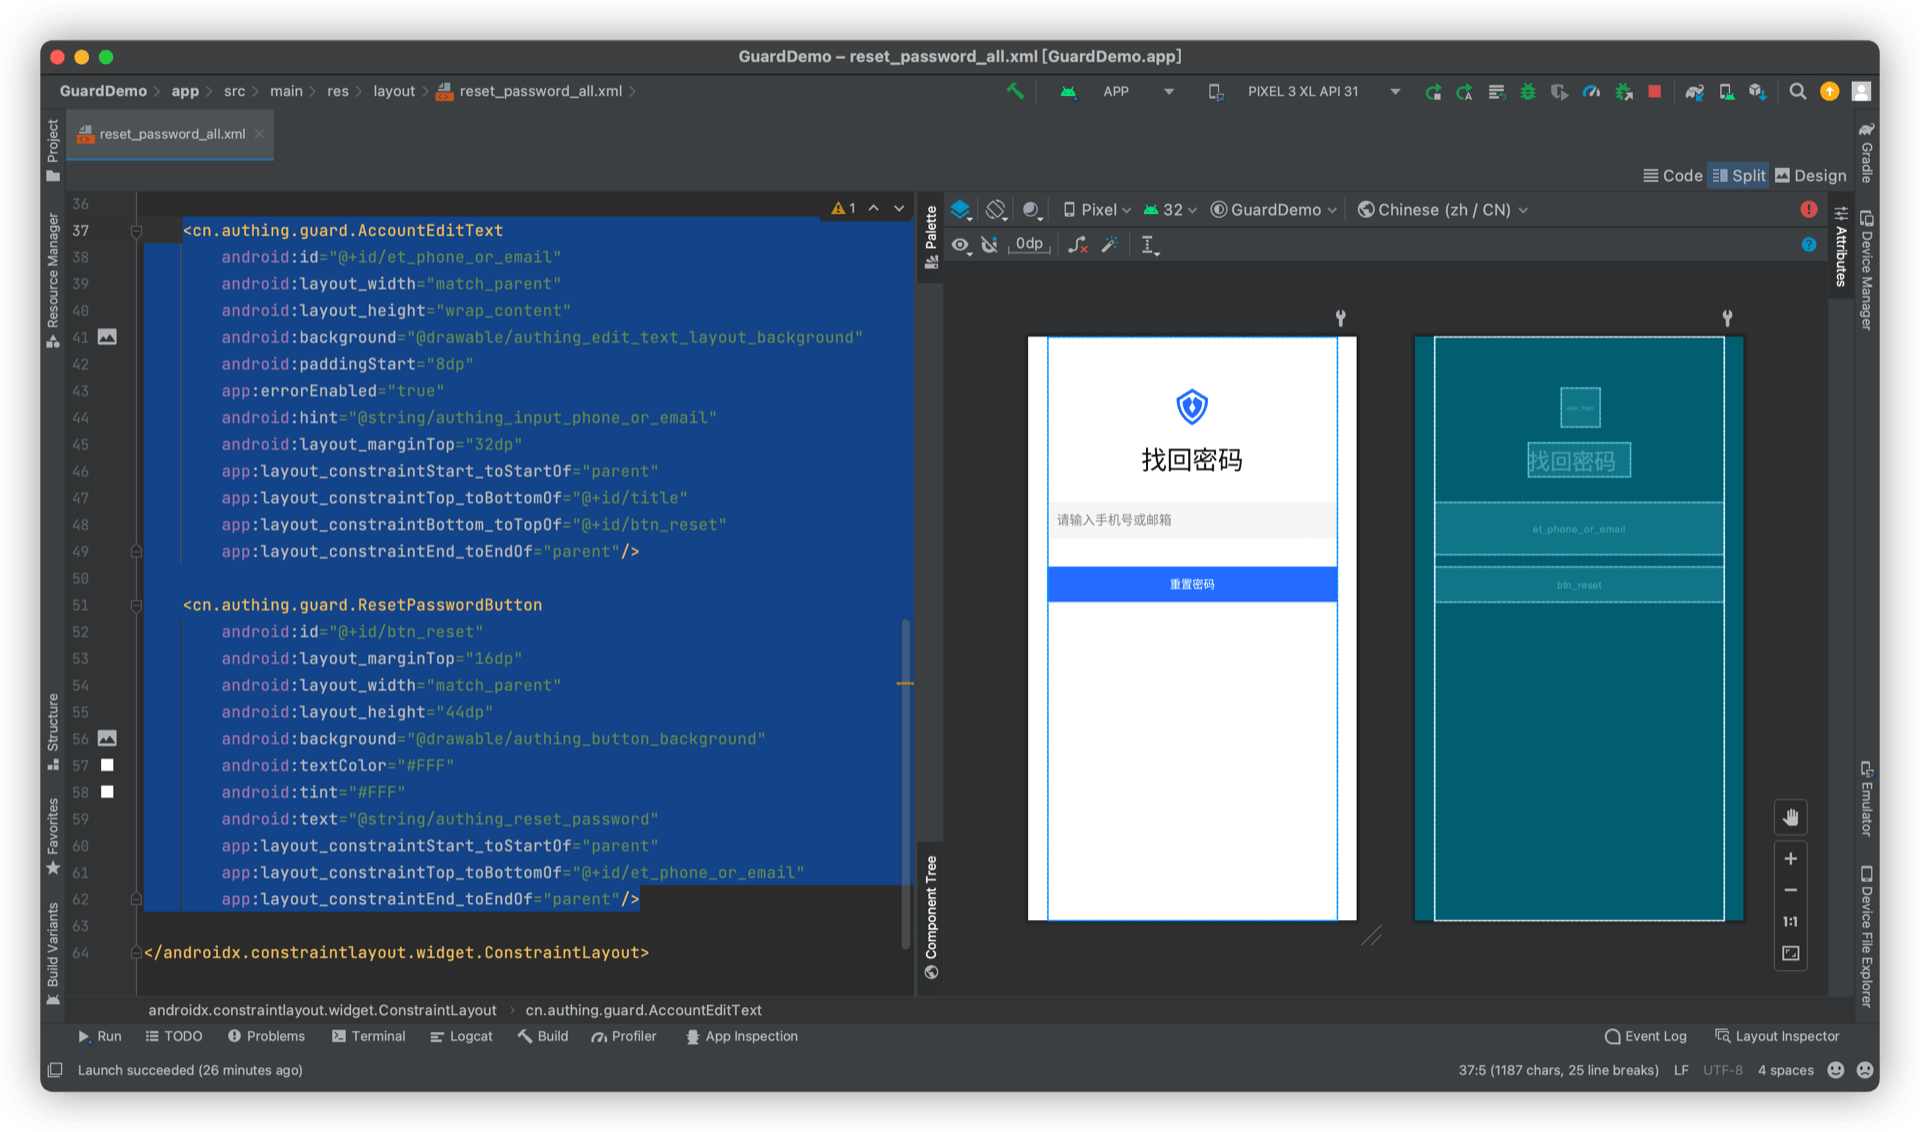 GuardDemo – reset_password_all.xml [GuardDemo.app]
GuardDemo app src main res layout reset_password_all.xml
APP
PIXEL 3 XL API 31
Project
reset_password_all.xml
Code Split Design
Gradle
Resource Manager
Palette
Pixel 32 GuardDemo Chinese (zh / CN)
0dp
Attributes
Device Manager
1
36
37 <cn.authing.guard.AccountEditText
38 android:id="@+id/et_phone_or_email"
39 android:layout_width="match_parent"
40 android:layout_height="wrap_content"
41 android:background="@drawable/authing_edit_text_layout_background"
42 android:paddingStart="8dp"
43 app:errorEnabled="true"
44 android:hint="@string/authing_input_phone_or_email"
45 android:layout_marginTop="32dp"
46 app:layout_constraintStart_toStartOf="parent"
47 app:layout_constraintTop_toBottomOf="@+id/title"
48 app:layout_constraintBottom_toTopOf="@+id/btn_reset"
49 app:layout_constraintEnd_toEndOf="parent"/>
50
51 <cn.authing.guard.ResetPasswordButton
52 android:id="@+id/btn_reset"
53 android:layout_marginTop="16dp"
54 android:layout_width="match_parent"
55 android:layout_height="44dp"
56 android:background="@drawable/authing_button_background"
57 android:textColor="#FFF"
58 android:tint="#FFF"
59 android:text="@string/authing_reset_password"
60 app:layout_constraintStart_toStartOf="parent"
61 app:layout_constraintTop_toBottomOf="@+id/et_phone_or_email"
62 app:layout_constraintEnd_toEndOf="parent"/>
63
64 </androidx.constraintlayout.widget.ConstraintLayout>
找回密码
请输入手机号或邮箱
重置密码
找回密码
et_phone_or_email
btn_reset
Structure
Favorites
Build Variants
Component Tree
Emulator
Device File Explorer
1:1
androidx.constraintlayout.widget.ConstraintLayout cn.authing.guard.AccountEditText
Run TODO Problems Terminal Logcat Build Profiler App Inspection
Event Log Layout Inspector
Launch succeeded (26 minutes ago)
37:5 (1187 chars, 25 line breaks) LF UTF-8 4 spaces